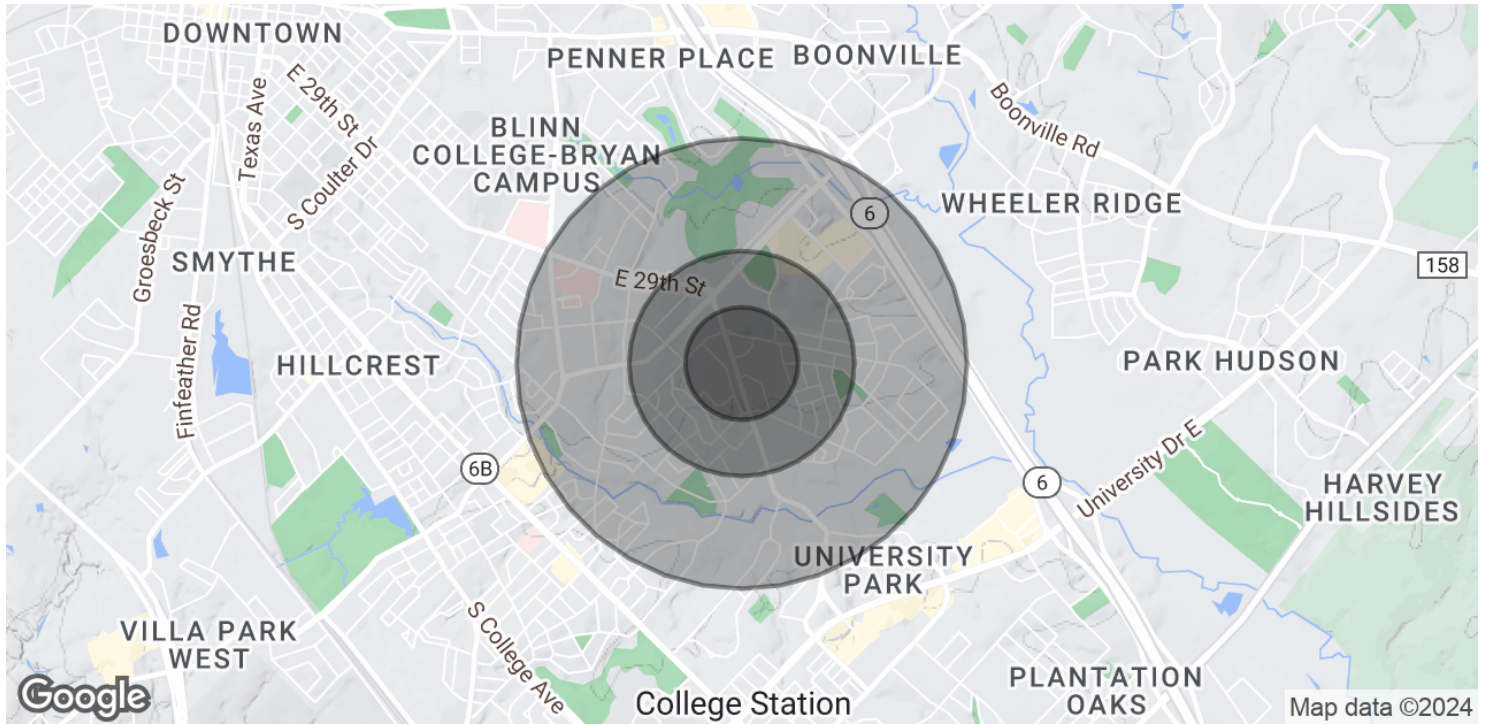 DOWNTOWN
PENNER PLACE
BOONVILLE
E 29th St
Texas Ave
Boonville Rd
BLINN
COLLEGE-BRYAN
CAMPUS
S Coulter Dr
Groesbeck St
WHEELER RIDGE
6
SMYTHE
158
E 29th St
Finfeather Rd
HILLCREST
PARK HUDSON
6B
6
University Dr E
HARVEY
HILLSIDES
UNIVERSITY
PARK
VILLA PARK
WEST
S College Ave
PLANTATION
OAKS
Google
College Station
Map data ©2024